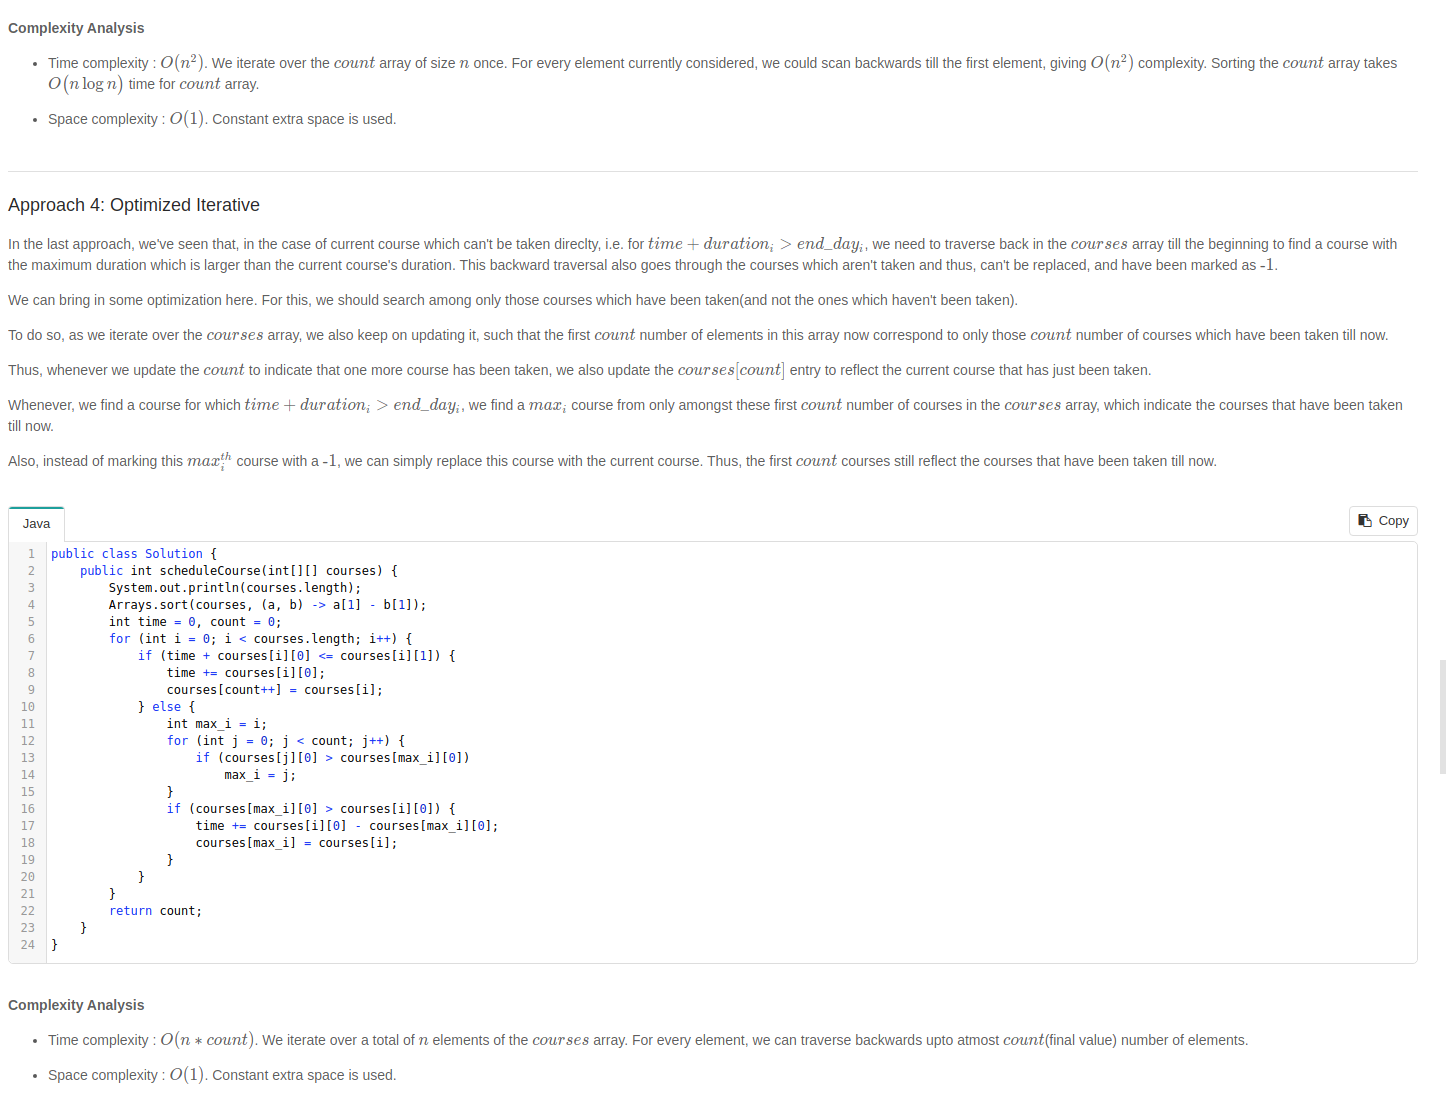 Complexity Analysis
• Time complexity : O(n²). We iterate over the count array of size n once. For every element currently considered, we could scan backwards till the first element, giving O(n²) complexity. Sorting the count array takes
O(n log n) time for count array.
• Space complexity : O(1). Constant extra space is used.
Approach 4: Optimized Iterative
In the last approach, we've seen that, in the case of current course which can't be taken direclty, i.e. for time + duration_i > end_day_i, we need to traverse back in the courses array till the beginning to find a course with
the maximum duration which is larger than the current course's duration. This backward traversal also goes through the courses which aren't taken and thus, can't be replaced, and have been marked as -1.
We can bring in some optimization here. For this, we should search among only those courses which have been taken(and not the ones which haven't been taken).
To do so, as we iterate over the courses array, we also keep on updating it, such that the first count number of elements in this array now correspond to only those count number of courses which have been taken till now.
Thus, whenever we update the count to indicate that one more course has been taken, we also update the courses[count] entry to reflect the current course that has just been taken.
Whenever, we find a course for which time + duration_i > end_day_i, we find a max_i course from only amongst these first count number of courses in the courses array, which indicate the courses that have been taken
till now.
Also, instead of marking this max_i^th course with a -1, we can simply replace this course with the current course. Thus, the first count courses still reflect the courses that have been taken till now.
Java
Copy
1 public class Solution {
2     public int scheduleCourse(int[][] courses) {
3         System.out.println(courses.length);
4         Arrays.sort(courses, (a, b) -> a[1] - b[1]);
5         int time = 0, count = 0;
6         for (int i = 0; i < courses.length; i++) {
7             if (time + courses[i][0] <= courses[i][1]) {
8                 time += courses[i][0];
9                 courses[count++] = courses[i];
10             } else {
11                 int max_i = i;
12                 for (int j = 0; j < count; j++) {
13                     if (courses[j][0] > courses[max_i][0])
14                         max_i = j;
15                 }
16                 if (courses[max_i][0] > courses[i][0]) {
17                     time += courses[i][0] - courses[max_i][0];
18                     courses[max_i] = courses[i];
19                 }
20             }
21         }
22         return count;
23     }
24 }
Complexity Analysis
• Time complexity : O(n ∗ count). We iterate over a total of n elements of the courses array. For every element, we can traverse backwards upto atmost count(final value) number of elements.
• Space complexity : O(1). Constant extra space is used.